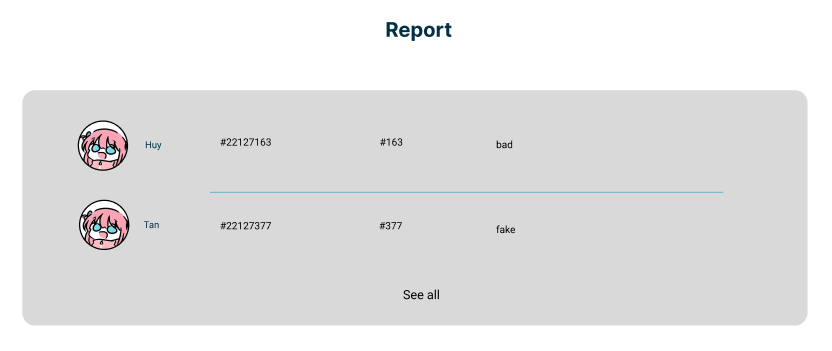 Report
Huy #22127163 #163 bad
Tan #22127377 #377 fake
See all